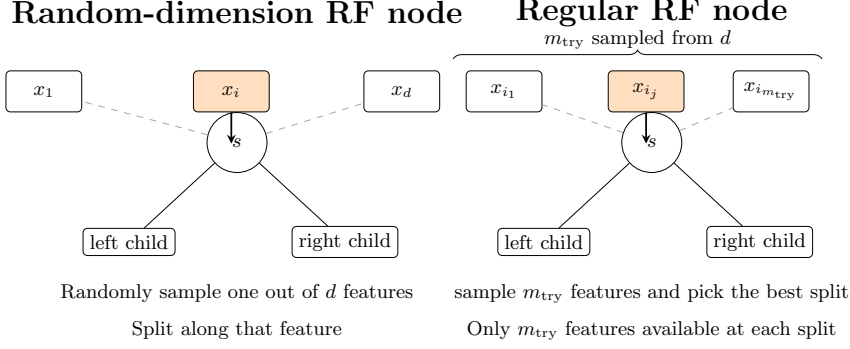 Random-dimension RF node
x_1
x_i
x_d
s
left child
right child
Randomly sample one out of d features
Split along that feature
Regular RF node
m_try sampled from d
x_{i_1}
x_{i_j}
x_{i_{m_try}}
s
left child
right child
sample m_try features and pick the best split
Only m_try features available at each split